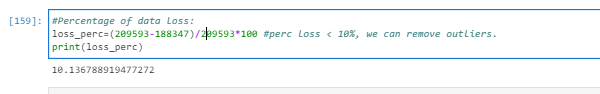 [159]: #Percentage of data loss:
loss_perc=(209593-188347)/209593*100 #perc loss < 10%, we can remove outliers.
print(loss_perc)
10.136788919477272